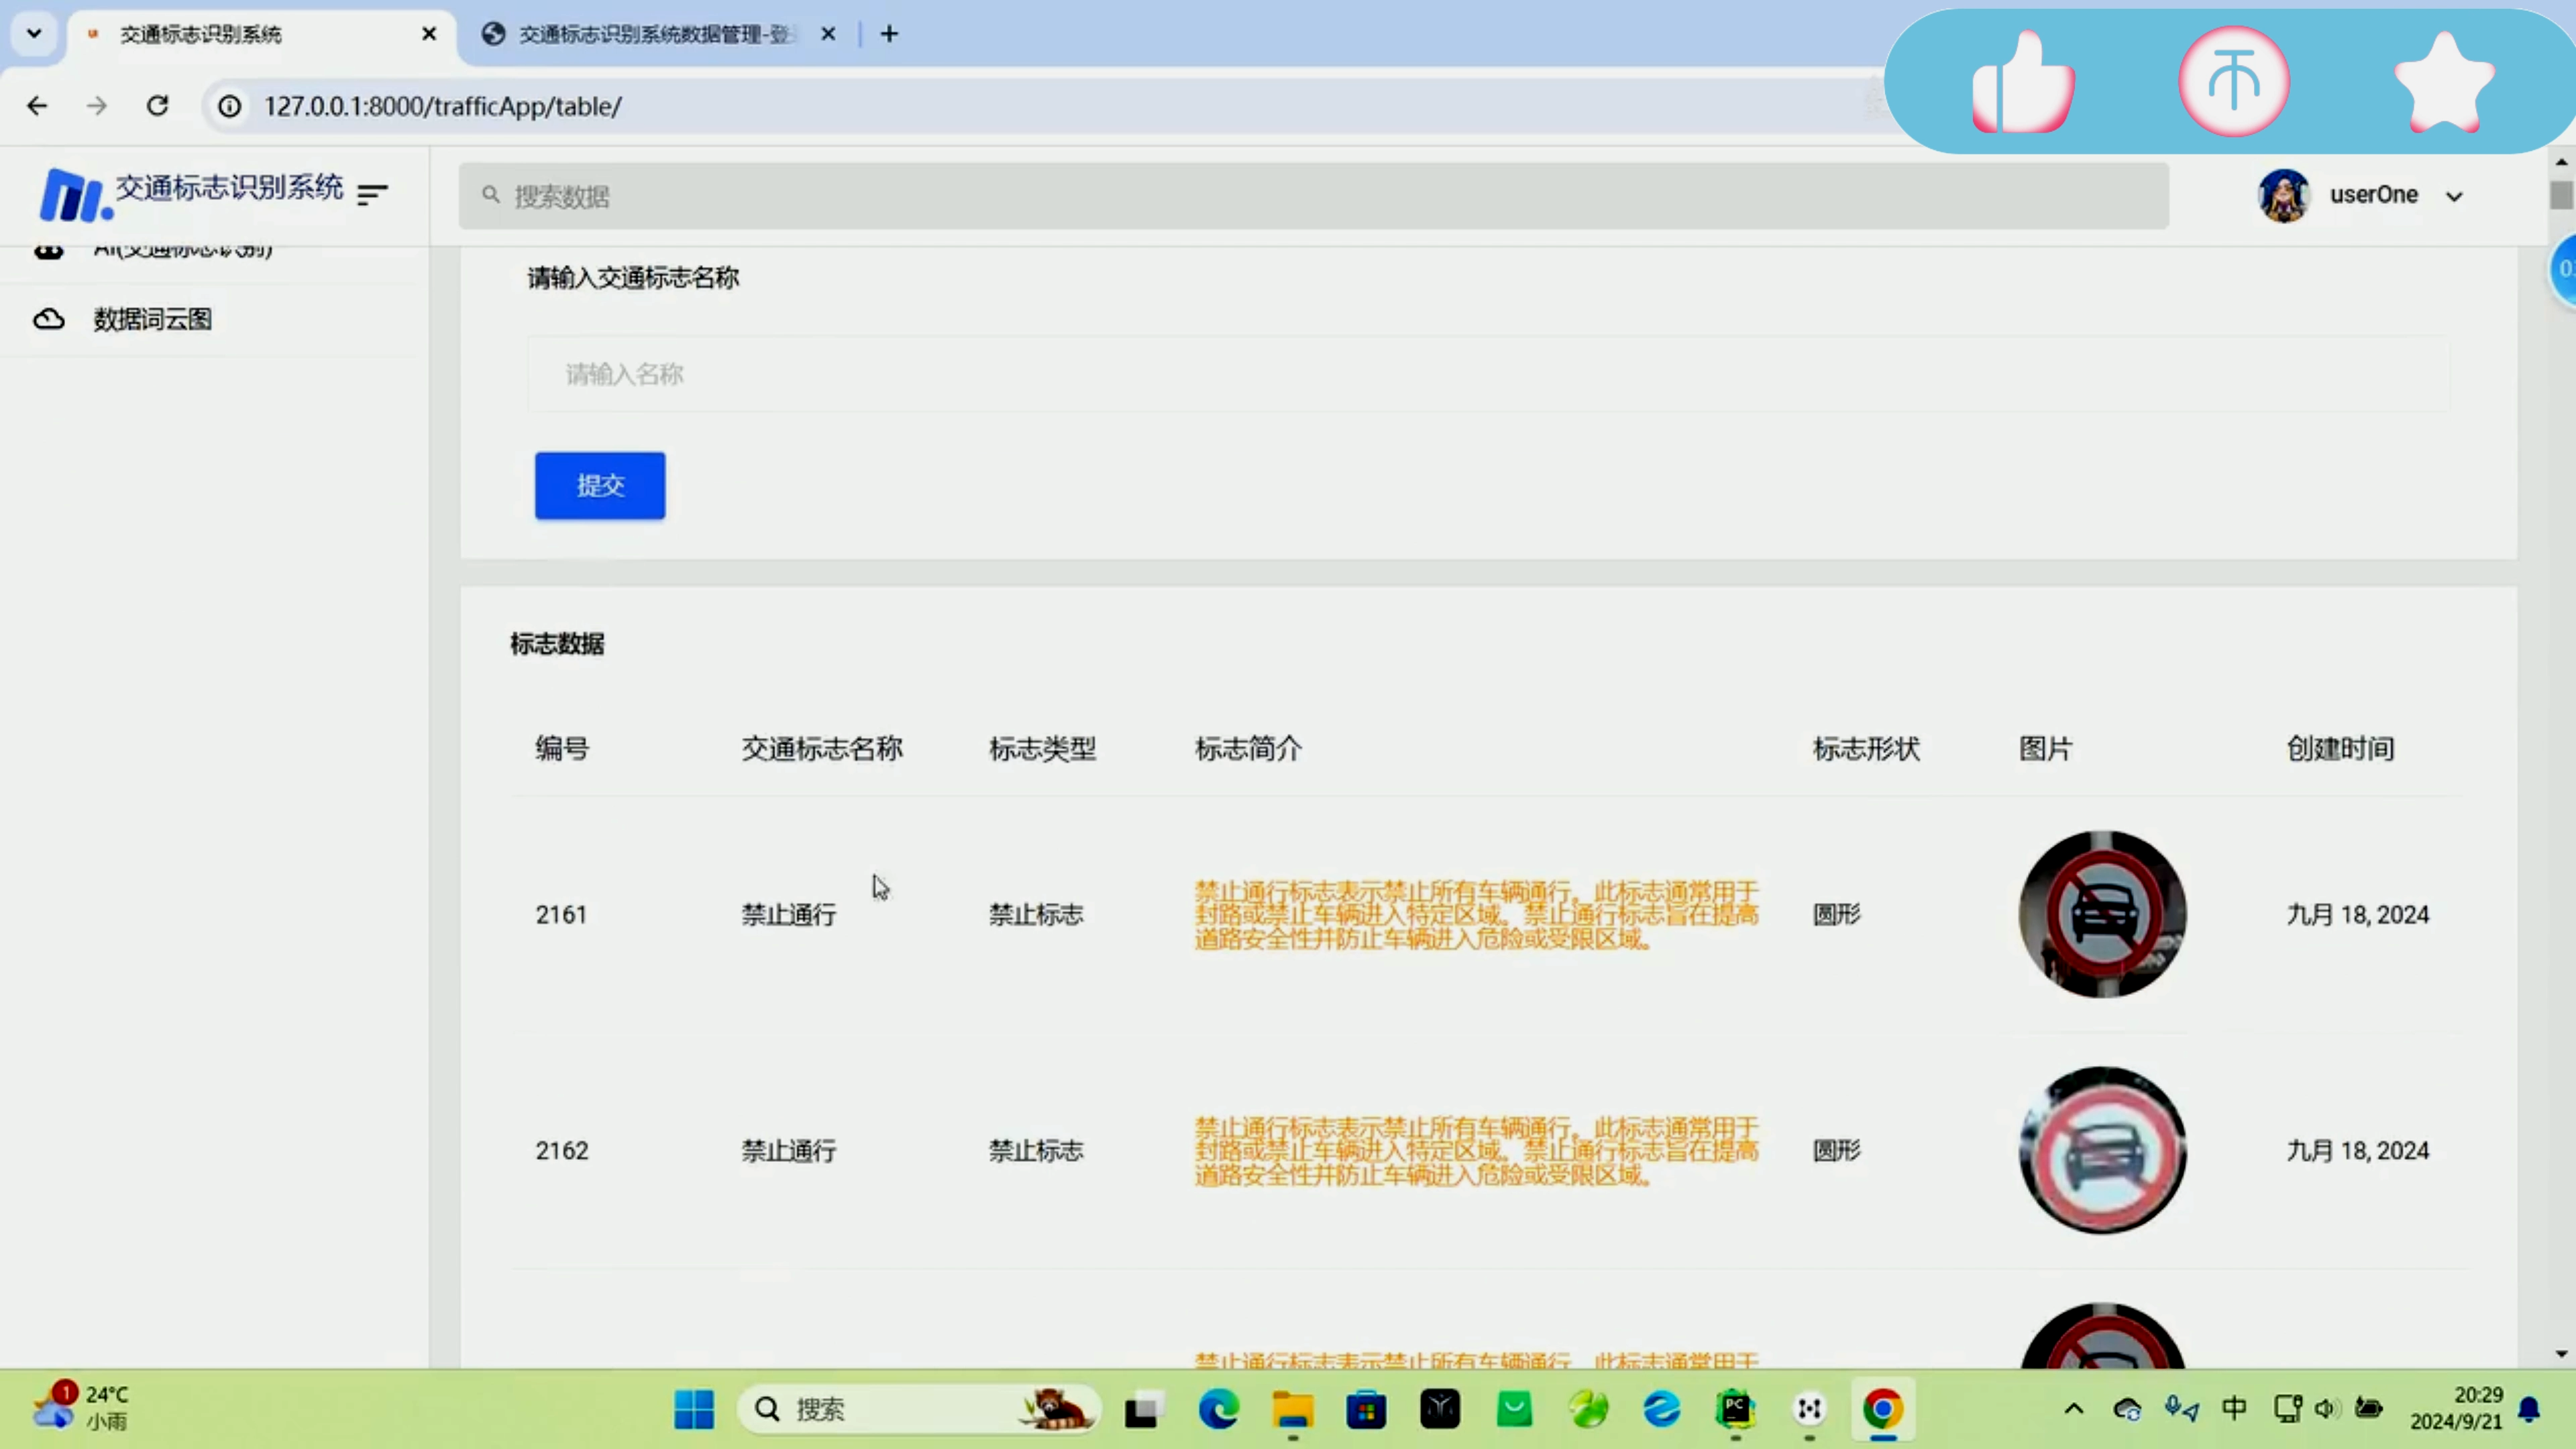 交通标志识别系统
交通标志识别系统数据管理-登
127.0.0.1:8000/trafficApp/table/
交通标志识别系统
搜索数据
userOne
AI(交通标志识别)
数据词云图
请输入交通标志名称
请输入名称
提交
标志数据
编号 交通标志名称 标志类型 标志简介 标志形状 图片 创建时间
2161 禁止通行 禁止标志 圆形 九月 18, 2024
禁止通行标志表示禁止所有车辆通行。此标志通常用于
封路或禁止车辆进入特定区域。禁止通行标志旨在提高
道路安全性并防止车辆进入危险或受限区域。
2162 禁止通行 禁止标志 圆形 九月 18, 2024
禁止通行标志表示禁止所有车辆通行。此标志通常用于
封路或禁止车辆进入特定区域。禁止通行标志旨在提高
道路安全性并防止车辆进入危险或受限区域。
禁止通行标志表示禁止所有车辆通行。此标志通常用于
1
24°C
小雨
搜索
PC
中
20:29
2024/9/21